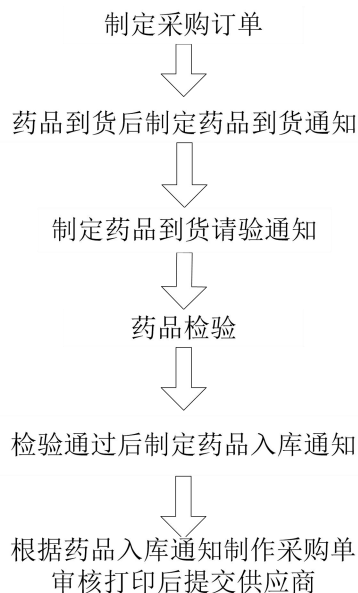 制定采购订单
药品到货后制定药品到货通知
制定药品到货请验通知
药品检验
检验通过后制定药品入库通知
根据药品入库通知制作采购单
审核打印后提交供应商